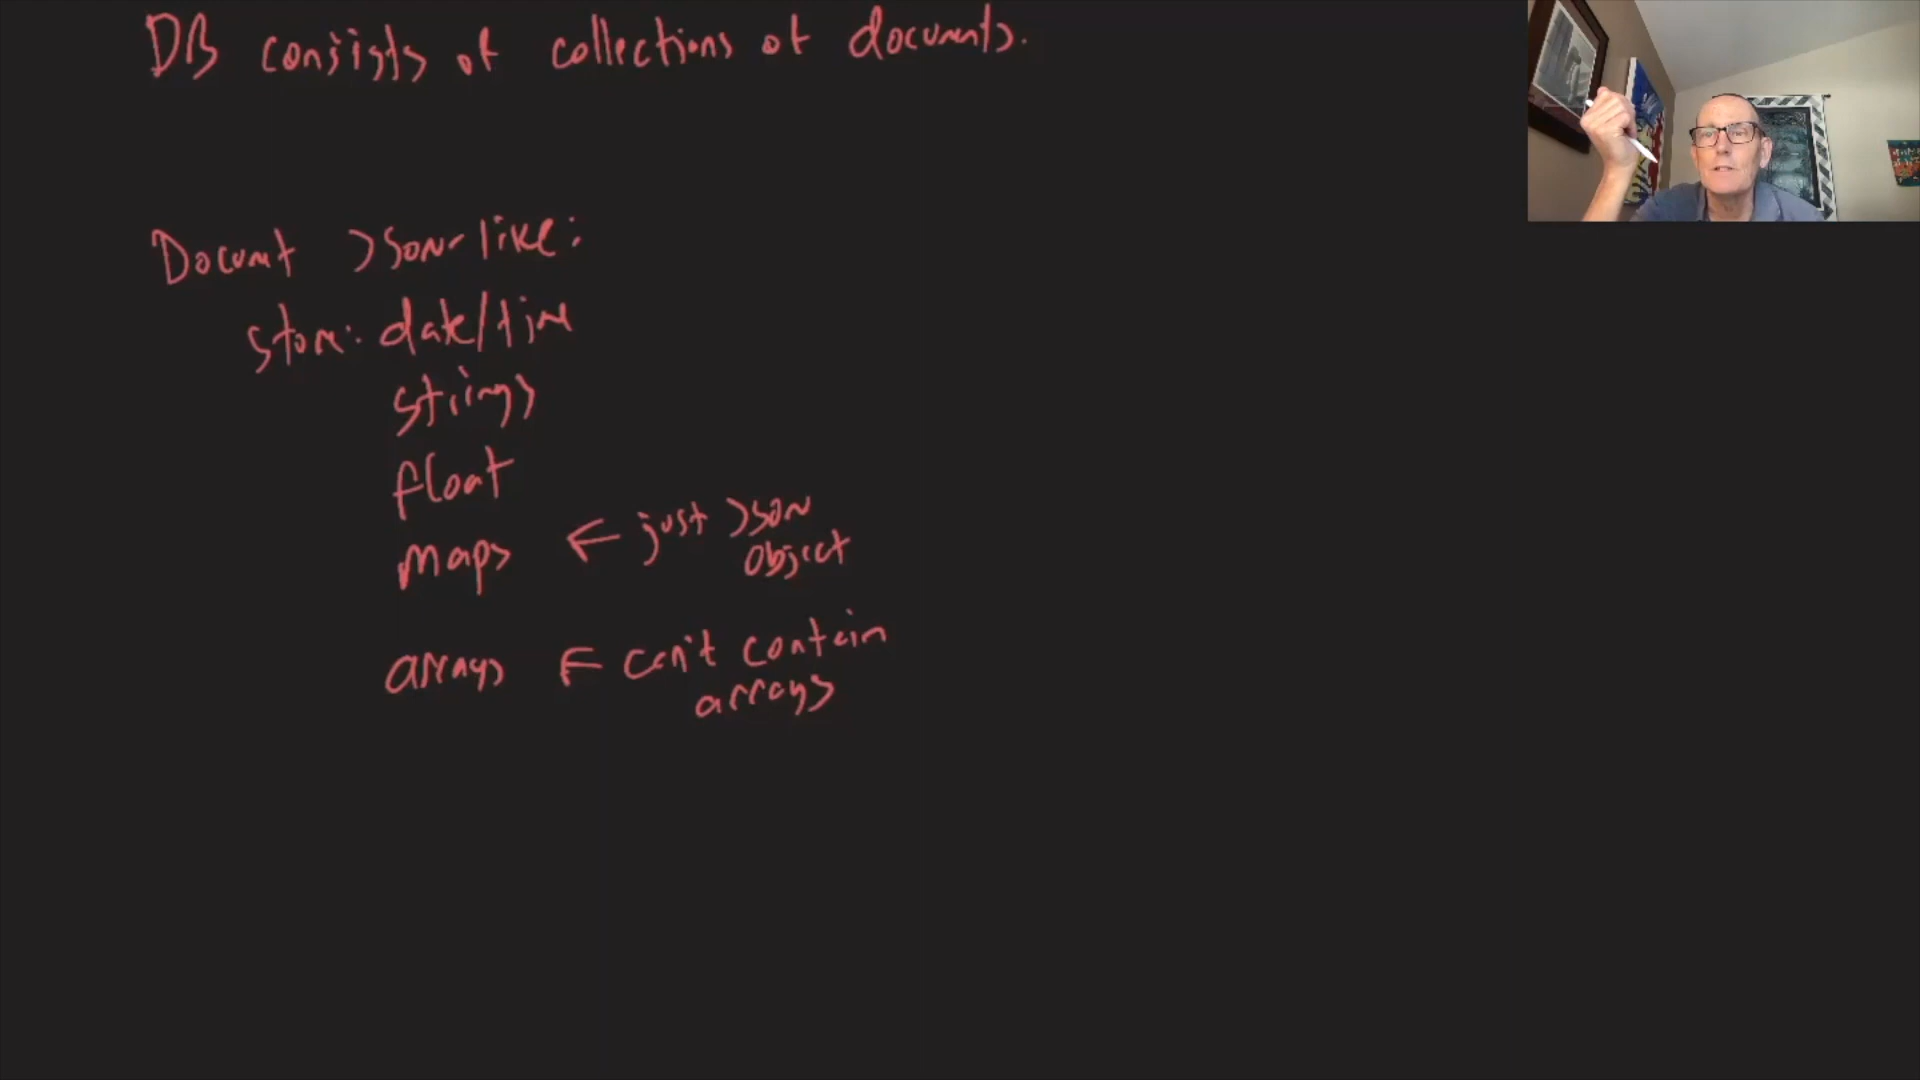 DB consists of collections of documents.
Document JSON-like:
store: date/time
strings
float
maps ← just JSON
object
arrays ← can't contain
arrays